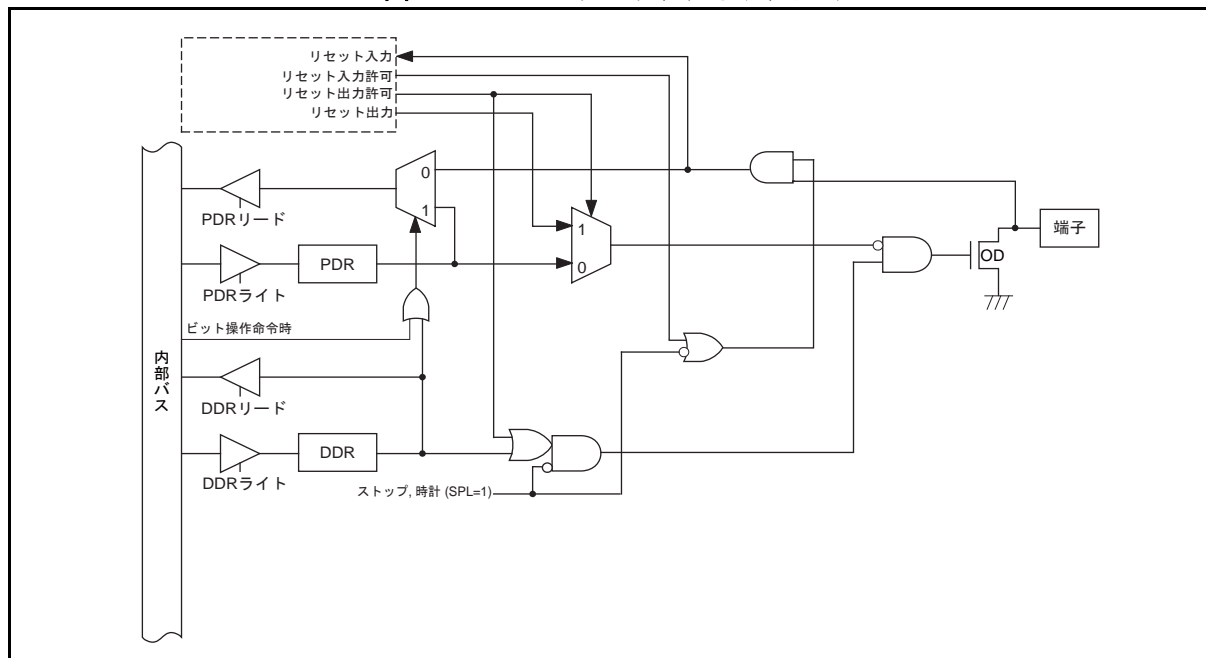 リセット入力
リセット入力許可
リセット出力許可
リセット出力
0
1
PDRリード
1
0
端子
OD
PDR
PDRライト
ビット操作命令時
内部バス
DDRリード
DDR
DDRライト
ストップ, 時計 (SPL=1)